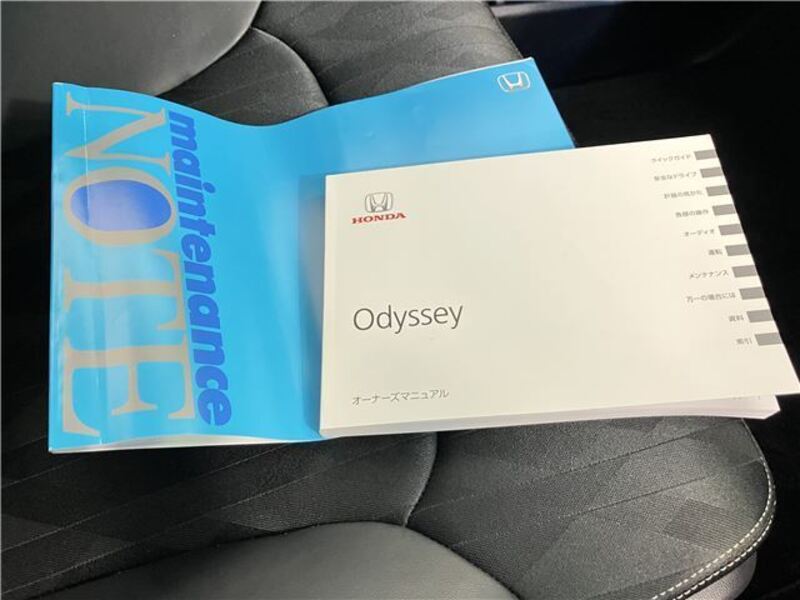 maintenance
NOTE
HONDA
Odyssey
オーナーズマニュアル
クイックガイド
安全なドライブ
計器の見かた
各部の操作
オーディオ
運転
メンテナンス
万一の場合には
資料
索引